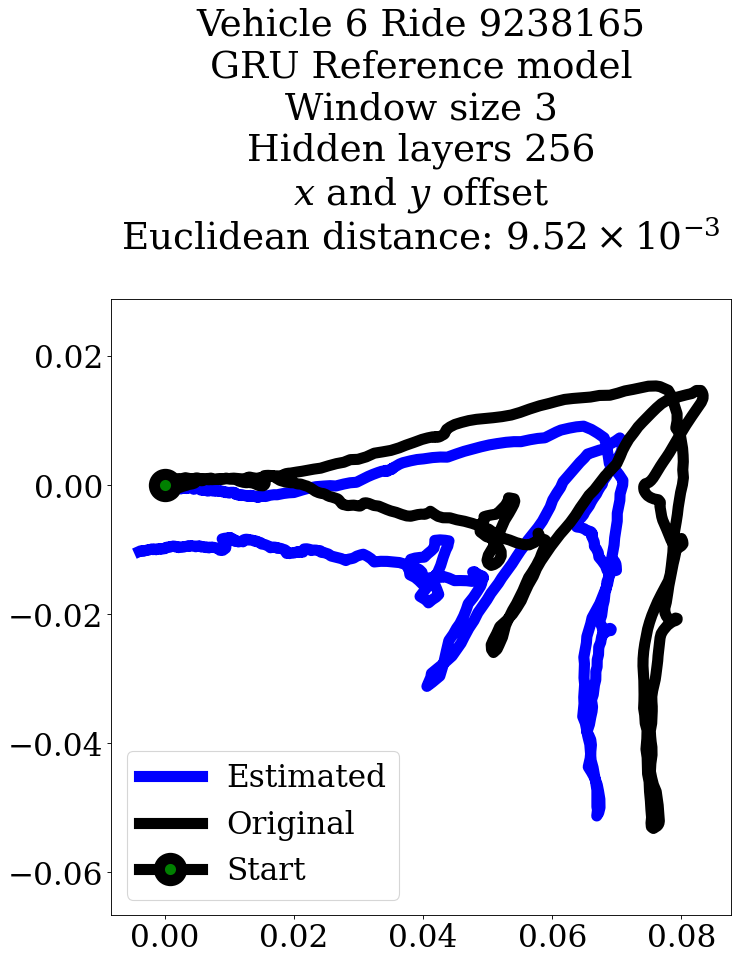 Vehicle 6 Ride 9238165
GRU Reference model
Window size 3
Hidden layers 256
x and y offset
Euclidean distance: 9.52 × 10⁻³
0.02
0.00
−0.02
−0.04
−0.06
Estimated
Original
Start
0.00 0.02 0.04 0.06 0.08